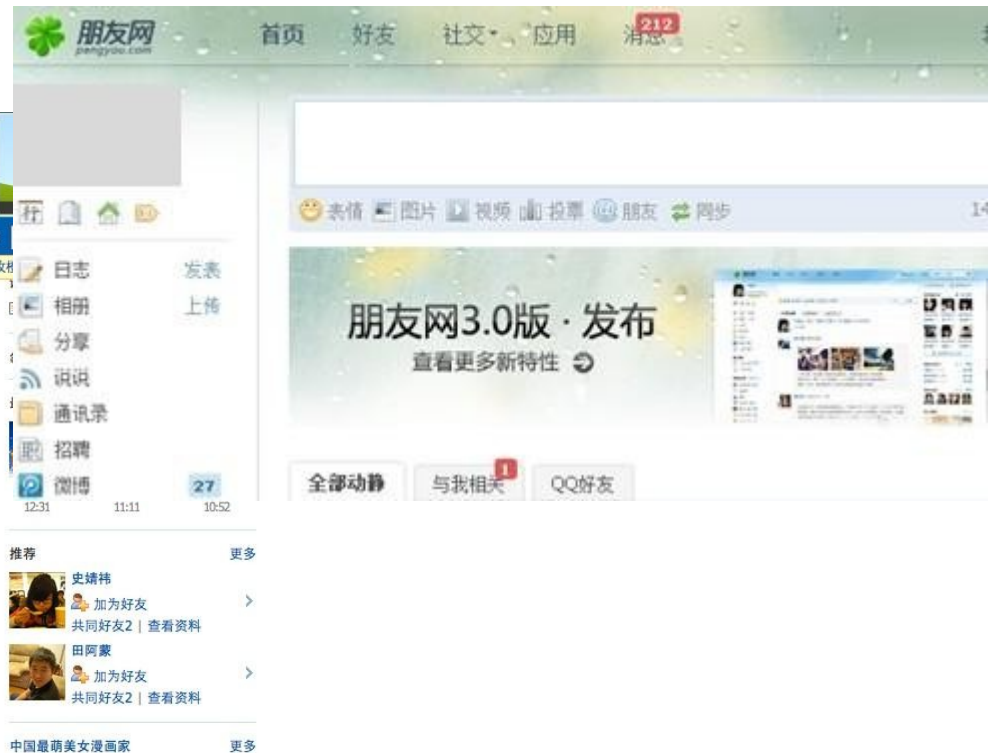 朋友网
pengyou.com
首页 好友 社交 应用 消息 212
表情 图片 视频 投票 朋友 同步 14
日志 发表
相册 上传
分享
说说
通讯录
招聘
微博 27
朋友网3.0版 · 发布
查看更多新特性
全部动静 与我相关 1 QQ好友
12:31 11:11 10:52
推荐 更多
史婧祎
加为好友
共同好友2 | 查看资料
田阿蒙
加为好友
共同好友2 | 查看资料
中国最萌美女漫画家 更多